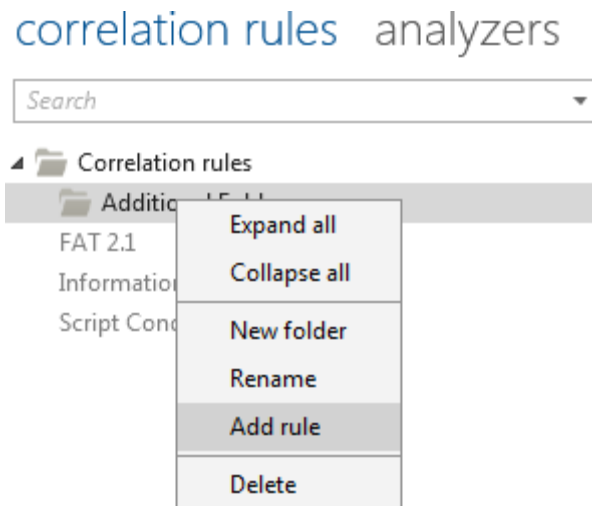 correlation rules analyzers
Search
Correlation rules
FAT 2.1
Expand all
Collapse all
New folder
Script
Rename
Add rule
Delete